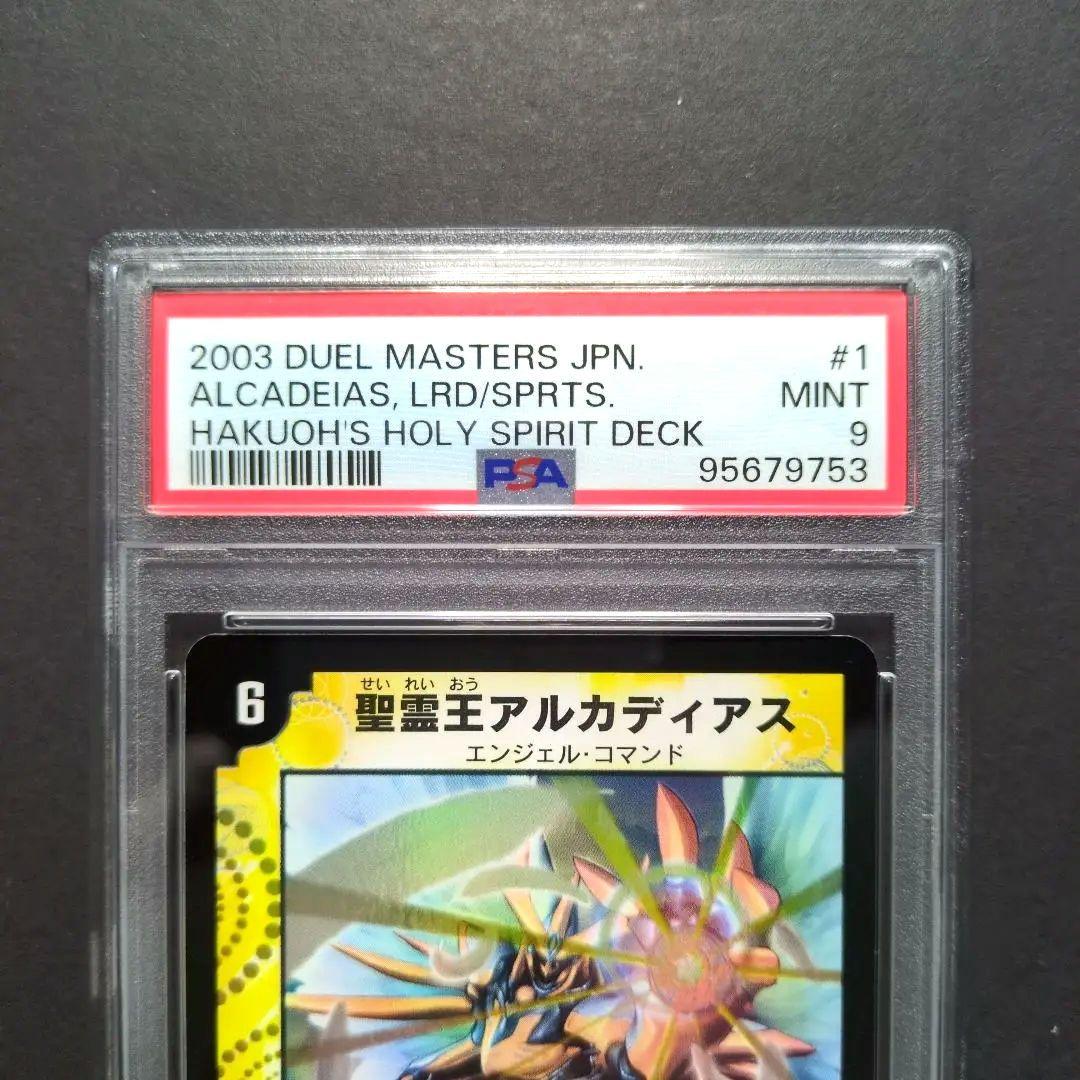 2003 DUEL MASTERS JPN. #1
ALCADEIAS, LRD/SPRTS. MINT
HAKUOH'S HOLY SPIRIT DECK 9
PSA 95679753
6
せい れい おう
聖霊王アルカディアス
エンジェル・コマンド